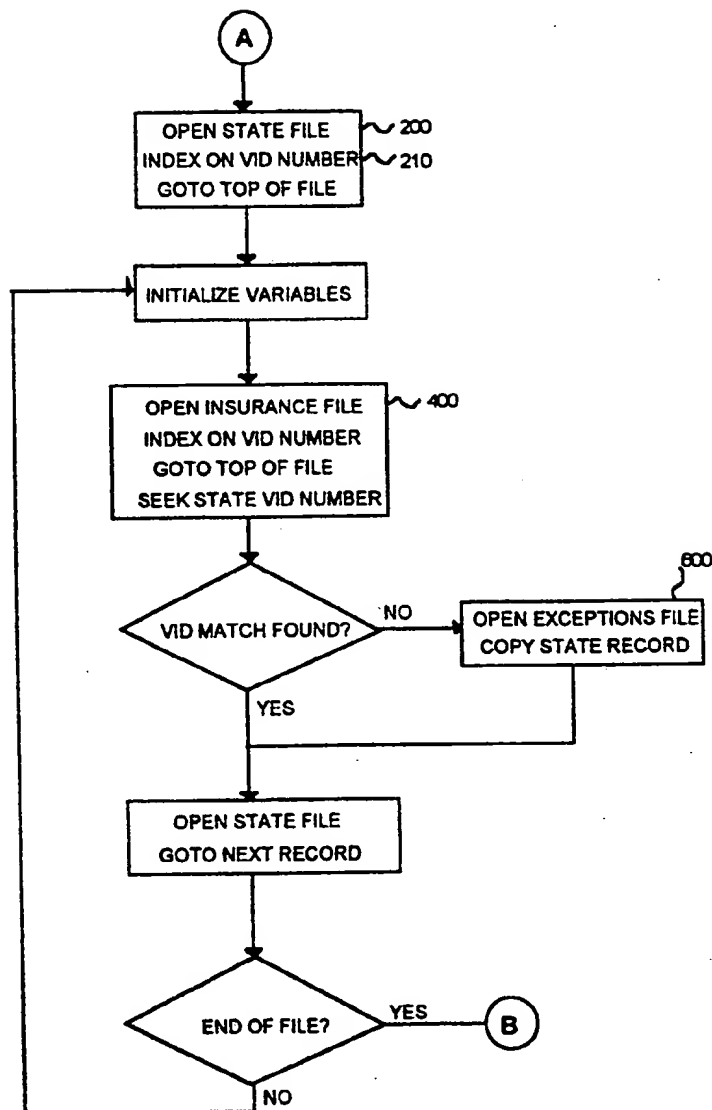 A
OPEN STATE FILE 200
INDEX ON VID NUMBER 210
GOTO TOP OF FILE
INITIALIZE VARIABLES
OPEN INSURANCE FILE 400
INDEX ON VID NUMBER
GOTO TOP OF FILE
SEEK STATE VID NUMBER
VID MATCH FOUND?
NO
600
OPEN EXCEPTIONS FILE
COPY STATE RECORD
YES
OPEN STATE FILE
GOTO NEXT RECORD
END OF FILE?
YES
B
NO